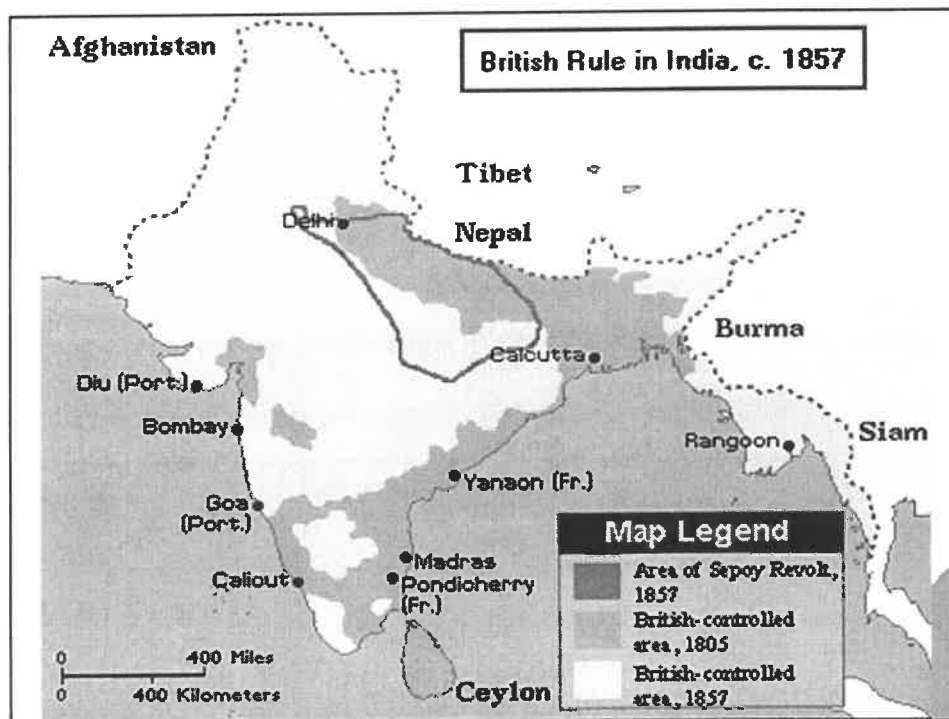 Afghanistan
British Rule in India, c. 1857
Tibet
Delhi
Nepal
Burma
Calcutta
Diu (Port.)
Siam
Bombay
Rangoon
Yanaon (Fr.)
Goa
(Port.)
Map Legend
Madras
Area of Sepoy Revolt,
1857
Pondicherry
(Fr.)
Calicut
British-controlled
area, 1805
0 400 Miles
0 400 Kilometers
Ceylon
British-controlled
area, 1857